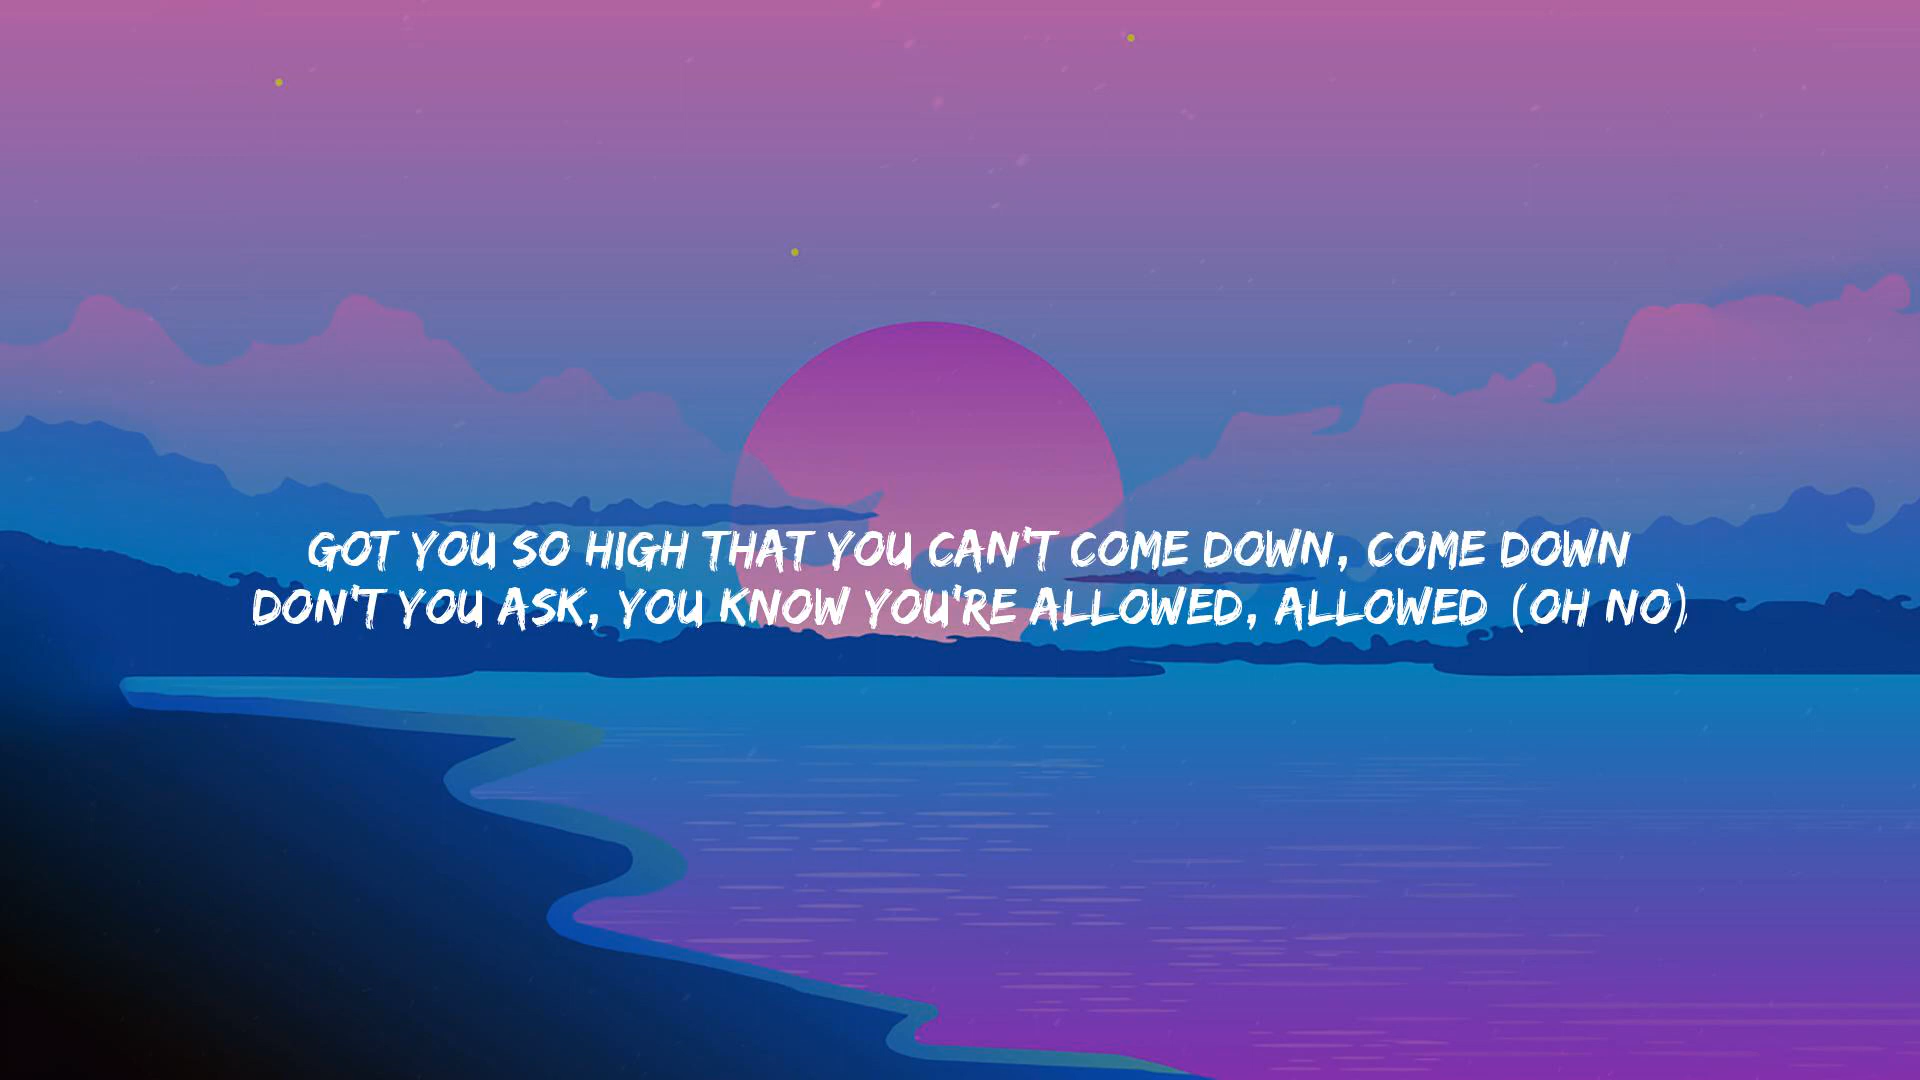 GOT YOU SO HIGH THAT YOU CAN'T COME DOWN, COME DOWN
DON'T YOU ASK, YOU KNOW YOU'RE ALLOWED, ALLOWED (OH NO)